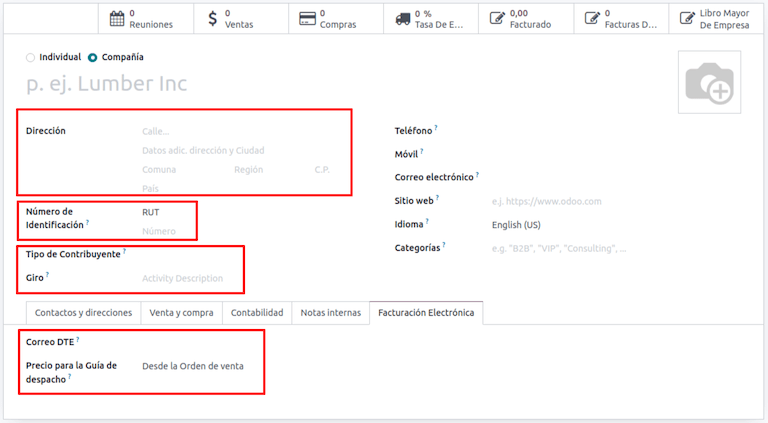 0 Reuniones
0 Ventas
0 Compras
0 % Tasa De E...
0,00 Facturado
0 Facturas D...
Libro Mayor De Empresa
Individual Compañía
p. ej. Lumber Inc
Dirección Calle...
Datos adic. dirección y Ciudad
Comuna Región C.P.
País
Número de Identificación ? RUT
Número
Tipo de Contribuyente ?
Giro ? Activity Description
Teléfono ?
Móvil ?
Correo electrónico ?
Sitio web ? e.j. https://www.odoo.com
Idioma ? English (US)
Categorías ? e.g. "B2B", "VIP", "Consulting", ...
Contactos y direcciones Venta y compra Contabilidad Notas internas Facturación Electrónica
Correo DTE ?
Precio para la Guía de despacho ? Desde la Orden de venta